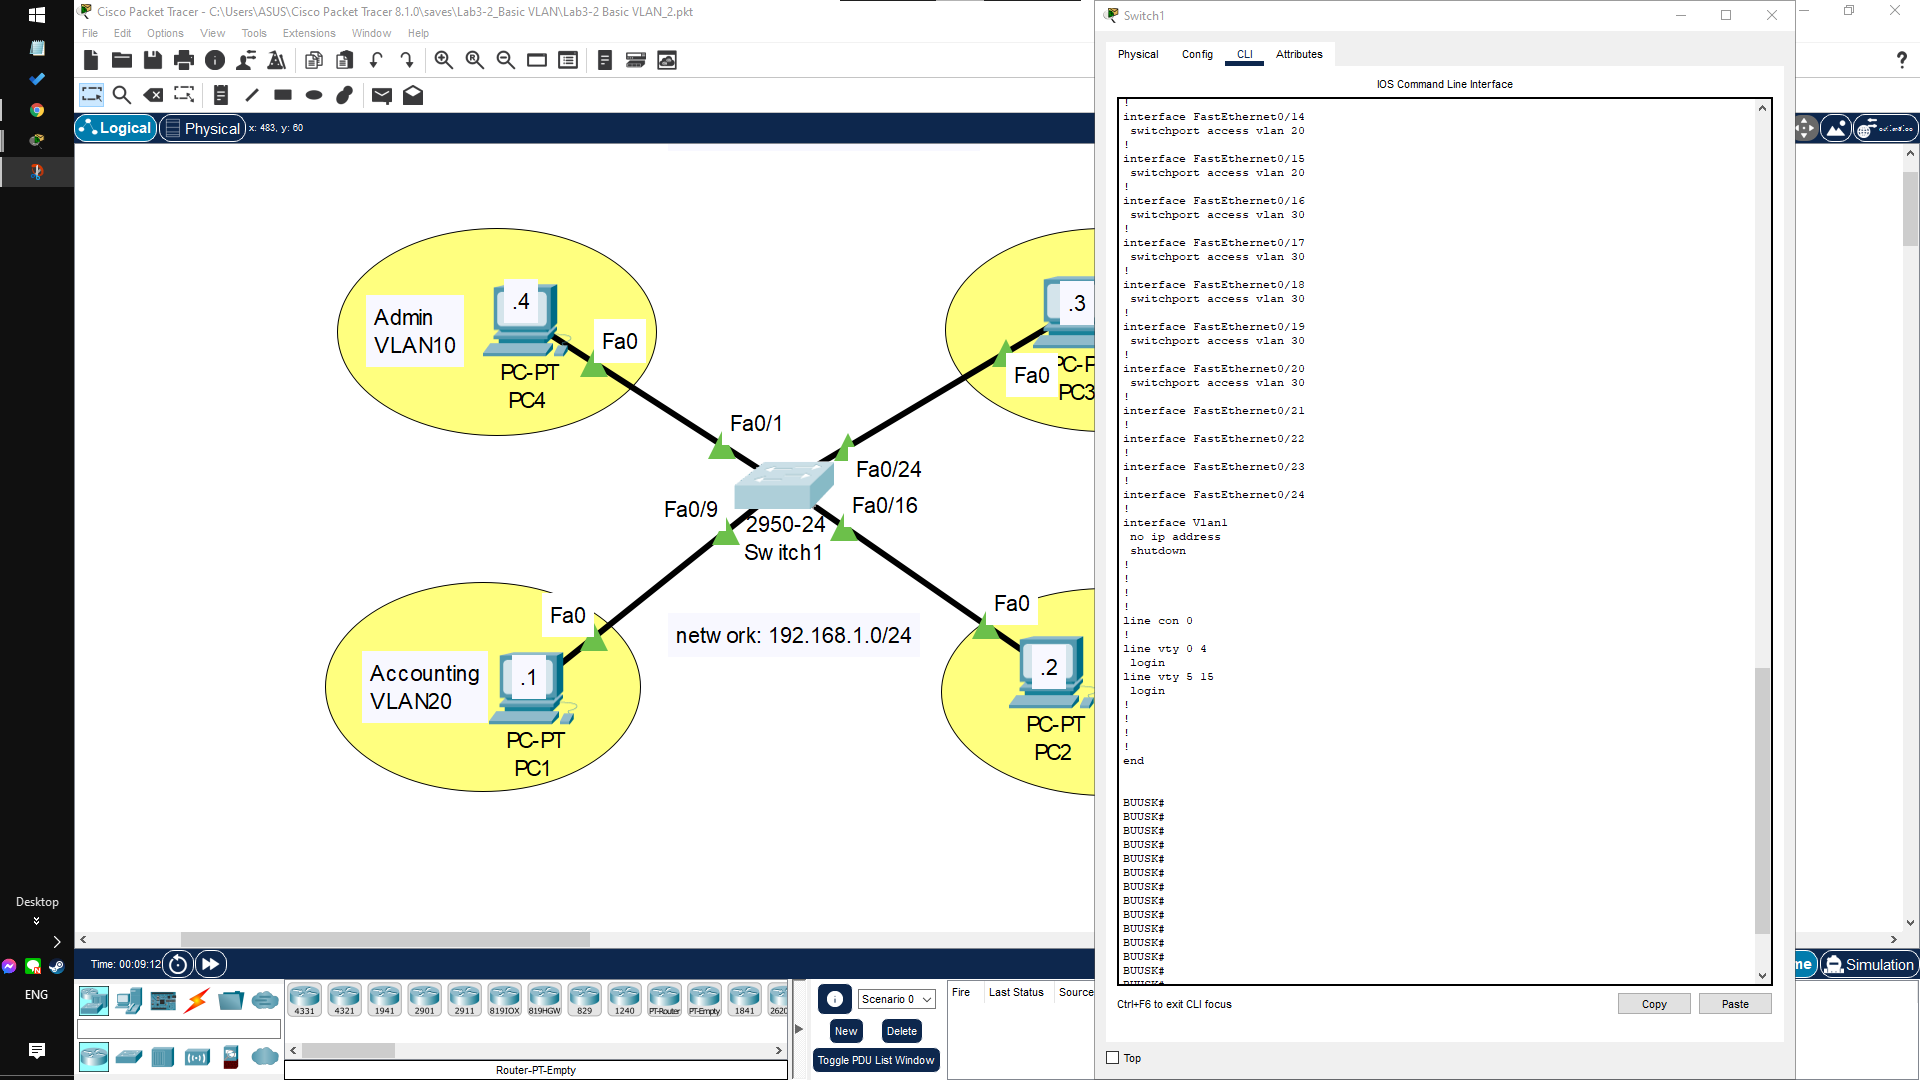 Cisco Packet Tracer - C:\Users\ASUS\Cisco Packet Tracer 8.1.0\saves\Lab3-2_Basic VLAN\Lab3-2 Basic VLAN_2.pkt
File Edit Options View Tools Extensions Window Help
Logical Physical x: 483, y: 60
Admin
VLAN10
.4
Fa0
PC-PT
PC4
.3
Fa0
PC-P
PC3
Fa0/1
Fa0/24
Fa0/9
Fa0/16
2950-24
Switch1
Fa0
Accounting
VLAN20
.1
PC-PT
PC1
network: 192.168.1.0/24
Fa0
.2
PC-PT
PC2
Desktop
ENG
Time: 00:09:12
me Simulation
4331 4321 1941 2901 2911 819IOX 819HGW 829 1240 PT-Router PT-Empty 1841 2620
Router-PT-Empty
Scenario 0
New Delete
Toggle PDU List Window
Fire Last Status Source
Switch1
Physical Config CLI Attributes
IOS Command Line Interface
!
interface FastEthernet0/14
switchport access vlan 20
!
interface FastEthernet0/15
switchport access vlan 20
!
interface FastEthernet0/16
switchport access vlan 30
!
interface FastEthernet0/17
switchport access vlan 30
!
interface FastEthernet0/18
switchport access vlan 30
!
interface FastEthernet0/19
switchport access vlan 30
!
interface FastEthernet0/20
switchport access vlan 30
!
interface FastEthernet0/21
!
interface FastEthernet0/22
!
interface FastEthernet0/23
!
interface FastEthernet0/24
!
interface Vlan1
no ip address
shutdown
!
!
!
!
line con 0
!
line vty 0 4
login
line vty 5 15
login
!
!
!
!
end
BUUSK#
BUUSK#
BUUSK#
BUUSK#
BUUSK#
BUUSK#
BUUSK#
BUUSK#
BUUSK#
BUUSK#
BUUSK#
BUUSK#
BUUSK#
BUUSK#
Ctrl+F6 to exit CLI focus
Copy Paste
Top